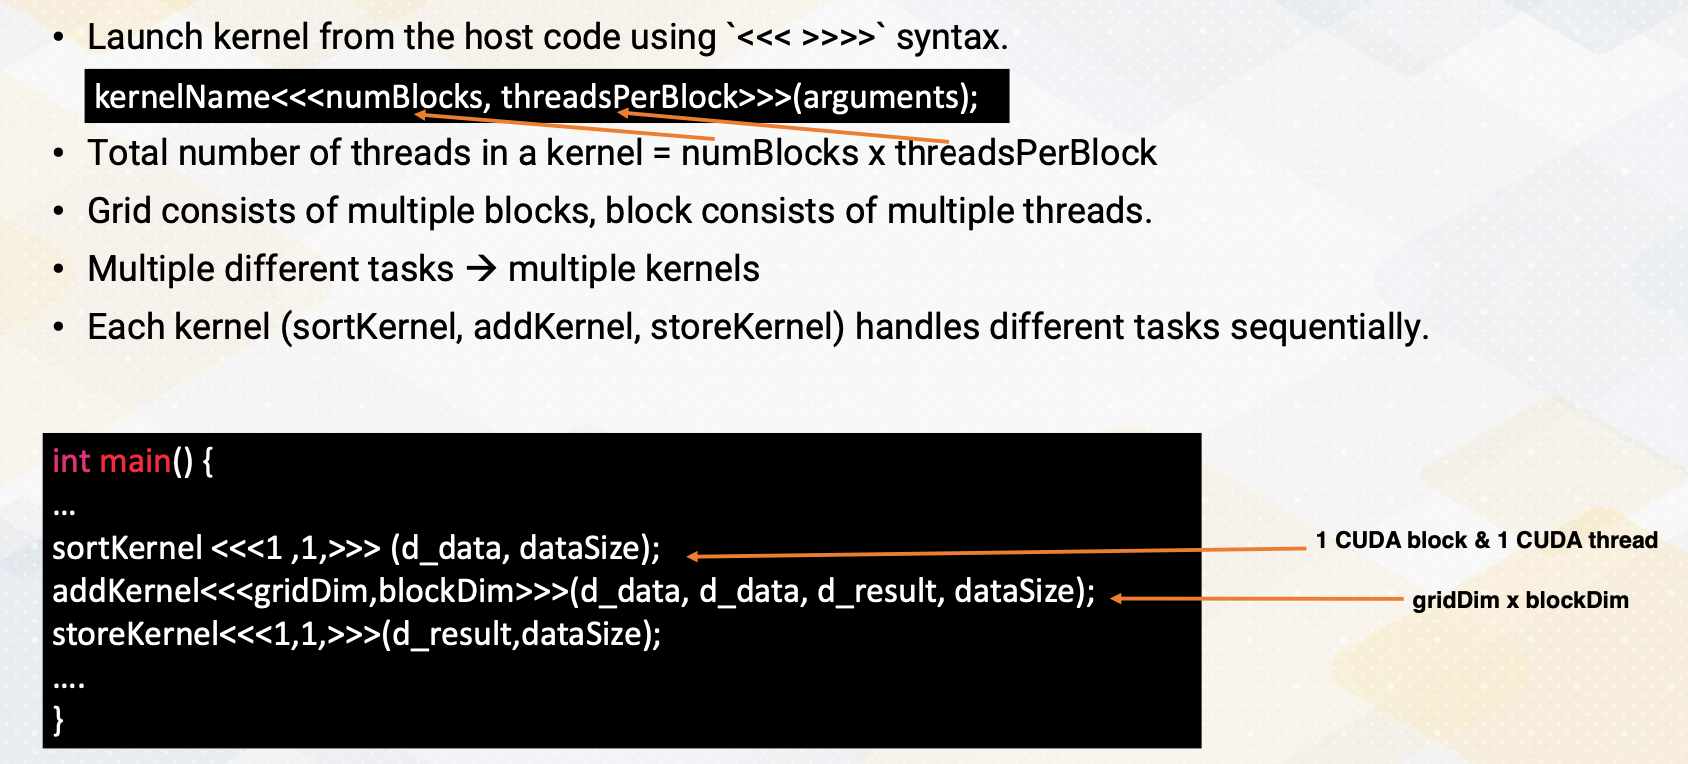 • Launch kernel from the host code using `<<< >>>>` syntax.
kernelName<<<numBlocks, threadsPerBlock>>>(arguments);
• Total number of threads in a kernel = numBlocks x threadsPerBlock
• Grid consists of multiple blocks, block consists of multiple threads.
• Multiple different tasks → multiple kernels
• Each kernel (sortKernel, addKernel, storeKernel) handles different tasks sequentially.
int main() {
...
sortKernel <<<1 ,1,>>> (d_data, dataSize);
1 CUDA block & 1 CUDA thread
addKernel<<<gridDim,blockDim>>>(d_data, d_data, d_result, dataSize);
gridDim x blockDim
storeKernel<<<1,1,>>>(d_result,dataSize);
....
}